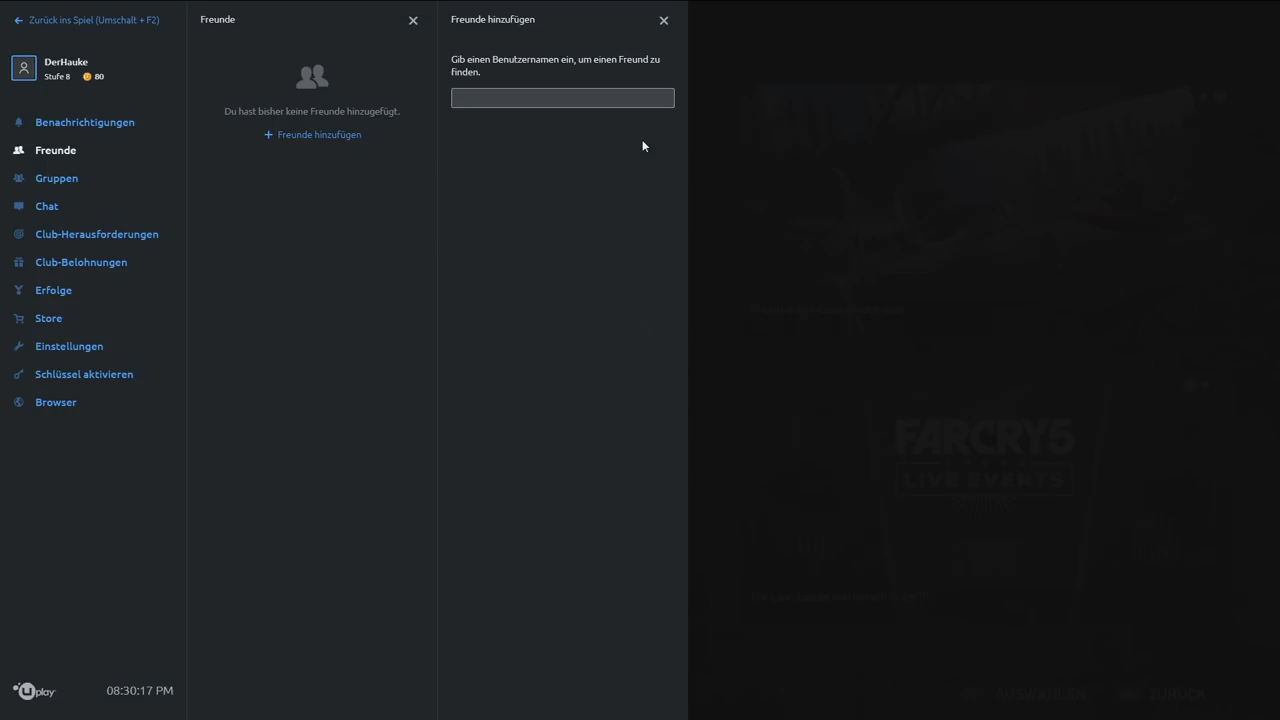 Zurück ins Spiel (Umschalt + F2)
DerHauke
Stufe 8 80
Benachrichtigungen
Freunde
Gruppen
Chat
Club-Herausforderungen
Club-Belohnungen
Erfolge
Store
Einstellungen
Schlüssel aktivieren
Browser
uplay
08:30:17 PM
Freunde
Du hast bisher keine Freunde hinzugefügt.
+ Freunde hinzufügen
Freunde hinzufügen
Gib einen Benutzernamen ein, um einen Freund zu
finden.
FARCRY5
LIVE EVENTS
AUSWÄHLEN
ZURÜCK